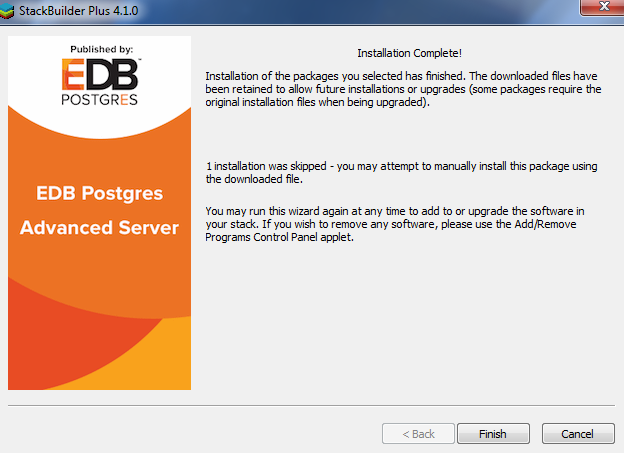 StackBuilder Plus 4.1.0
Published by:
EDB™
POSTGRES
EDB Postgres
Advanced Server
Installation Complete!
Installation of the packages you selected has finished. The downloaded files have
been retained to allow future installations or upgrades (some packages require the
original installation files when being upgraded).
1 installation was skipped - you may attempt to manually install this package using
the downloaded file.
You may run this wizard again at any time to add to or upgrade the software in
your stack. If you wish to remove any software, please use the Add/Remove
Programs Control Panel applet.
< Back
Finish
Cancel